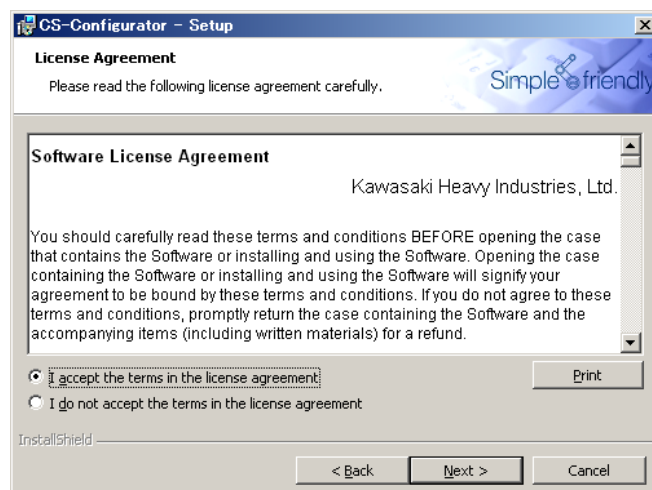 CS-Configurator - Setup
License Agreement
Please read the following license agreement carefully.
Simple friendly
Software License Agreement
Kawasaki Heavy Industries, Ltd.
You should carefully read these terms and conditions BEFORE opening the case
that contains the Software or installing and using the Software. Opening the case
containing the Software or installing and using the Software will signify your
agreement to be bound by these terms and conditions. If you do not agree to these
terms and conditions, promptly return the case containing the Software and the
accompanying items (including written materials) for a refund.
I accept the terms in the license agreement
Print
I do not accept the terms in the license agreement
InstallShield
< Back
Next >
Cancel